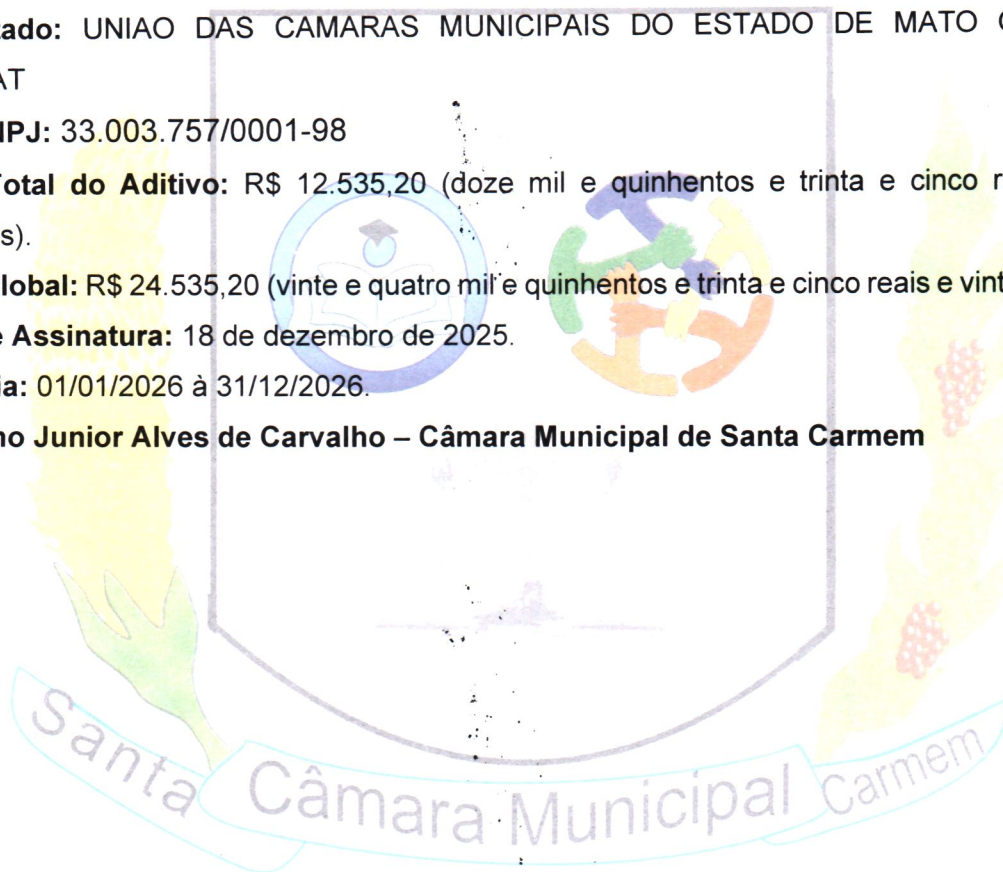 tado: UNIAO DAS CAMARAS MUNICIPAIS DO ESTADO DE MATO
AT
NPJ: 33.003.757/0001-98
Total do Aditivo: R$ 12.535,20 (doze mil e quinhentos e trinta e cinco r
s).
lobal: R$ 24.535,20 (vinte e quatro mil e quinhentos e trinta e cinco reais e vint
e Assinatura: 18 de dezembro de 2025.
ia: 01/01/2026 à 31/12/2026.
no Junior Alves de Carvalho – Câmara Municipal de Santa Carmem
Santa Câmara Municipal Carmem